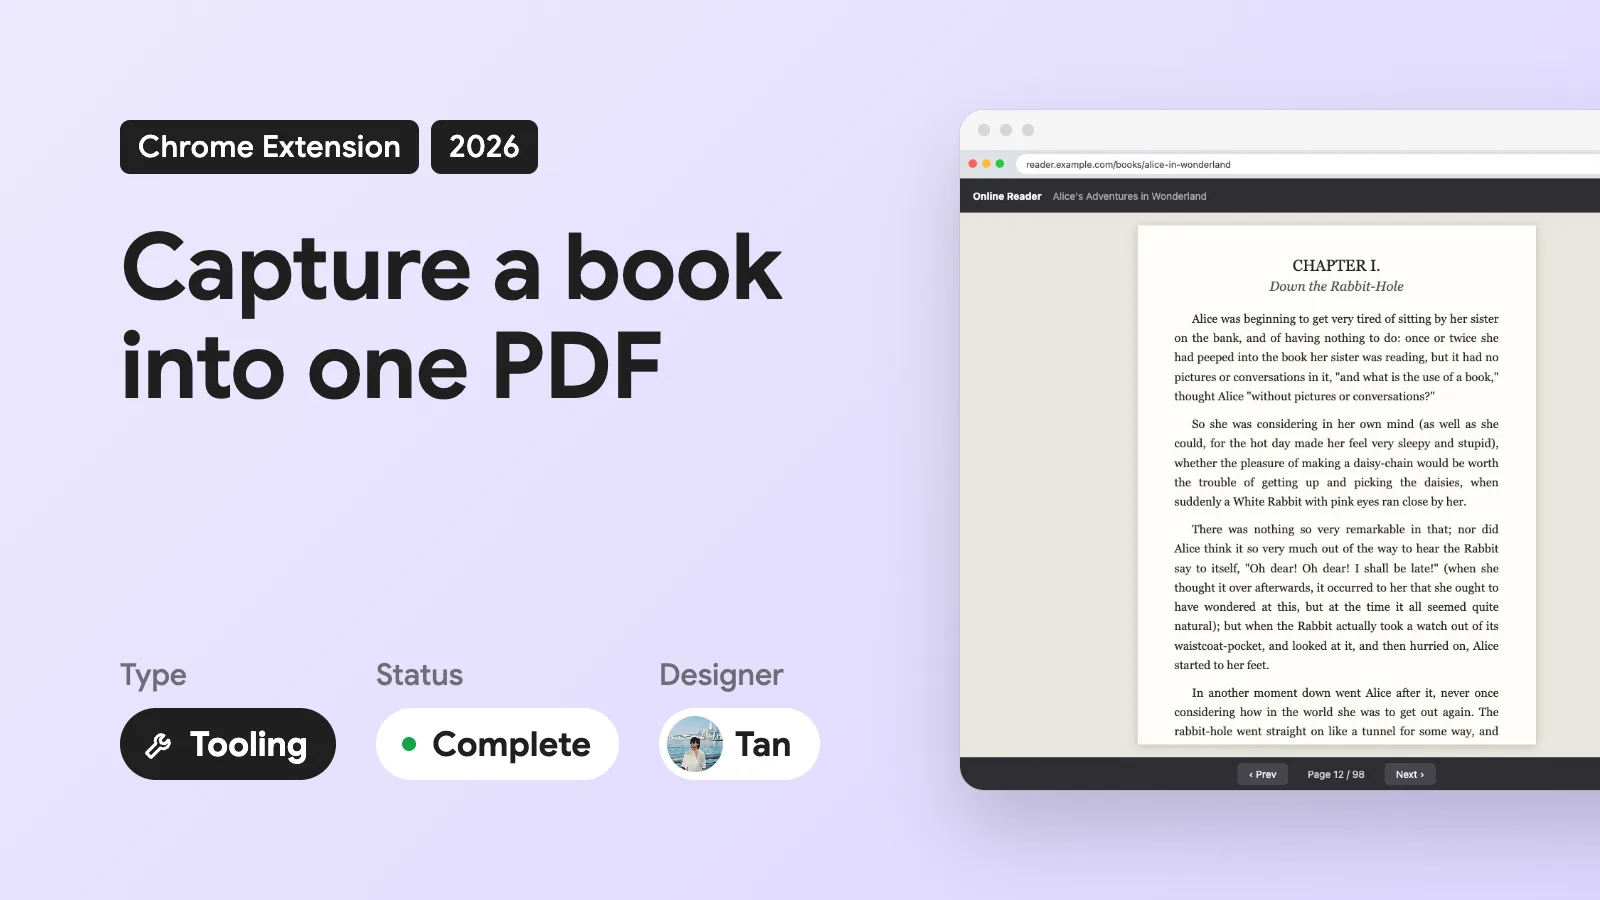 Chrome Extension
2026
Capture a book
into one PDF
Type
Tooling
Status
Complete
Designer
Tan
reader.example.com/books/alice-in-wonderland
Online Reader
Alice's Adventures in Wonderland
CHAPTER I.
Down the Rabbit-Hole
Alice was beginning to get very tired of sitting by her sister
on the bank, and of having nothing to do: once or twice she
had peeped into the book her sister was reading, but it had no
pictures or conversations in it, "and what is the use of a book,"
thought Alice "without pictures or conversations?"
So she was considering in her own mind (as well as she
could, for the hot day made her feel very sleepy and stupid),
whether the pleasure of making a daisy-chain would be worth
the trouble of getting up and picking the daisies, when
suddenly a White Rabbit with pink eyes ran close by her.
There was nothing so very remarkable in that; nor did
Alice think it so very much out of the way to hear the Rabbit
say to itself, "Oh dear! Oh dear! I shall be late!" (when she
thought it over afterwards, it occurred to her that she ought to
have wondered at this, but at the time it all seemed quite
natural); but when the Rabbit actually took a watch out of its
waistcoat-pocket, and looked at it, and then hurried on, Alice
started to her feet.
In another moment down went Alice after it, never once
considering how in the world she was to get out again. The
rabbit-hole went straight on like a tunnel for some way, and
‹ Prev
Page 12 / 98
Next ›